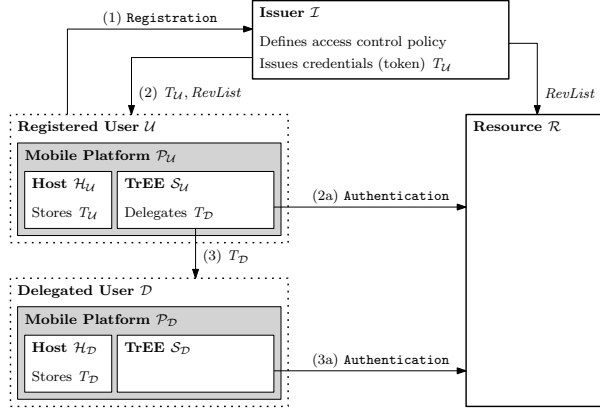 (1) Registration
Issuer ℐ
Defines access control policy
Issues credentials (token) T_𝒰
(2) T_𝒰, RevList
RevList
Registered User 𝒰
Mobile Platform 𝒫_𝒰
Host ℋ_𝒰
Stores T_𝒰
TrEE 𝒮_𝒰
Delegates T_𝒟
Resource ℛ
(2a) Authentication
(3) T_𝒟
Delegated User 𝒟
Mobile Platform 𝒫_𝒟
Host ℋ_𝒟
Stores T_𝒟
TrEE 𝒮_𝒟
(3a) Authentication